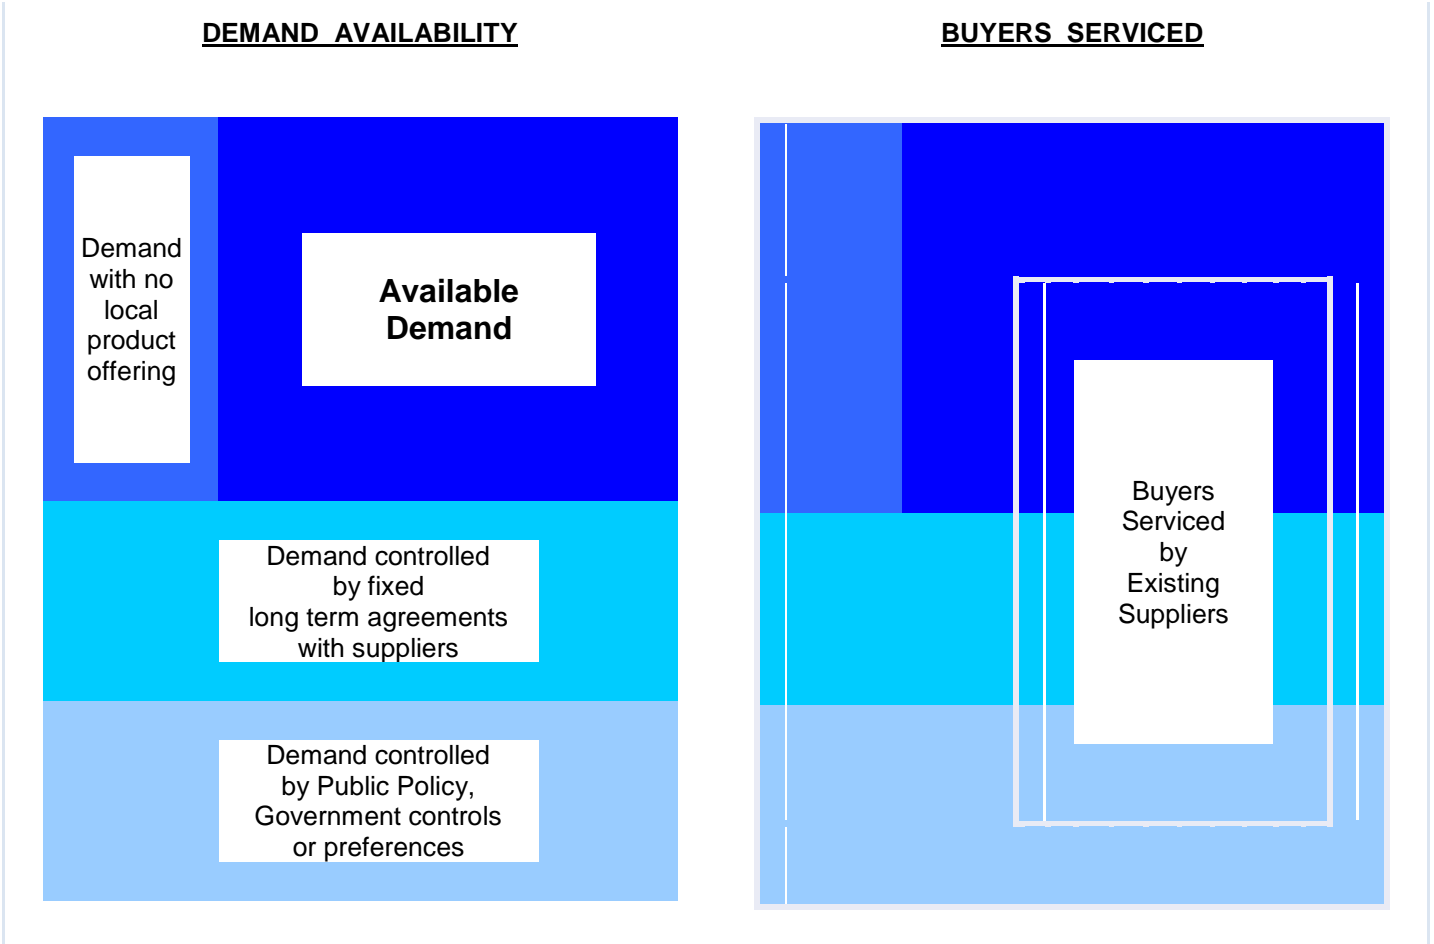 DEMAND AVAILABILITY
BUYERS SERVICED
Demand
with no
local
product
offering
Available
Demand
Demand controlled
by fixed
long term agreements
with suppliers
Demand controlled
by Public Policy,
Government controls
or preferences
Buyers
Serviced
by
Existing
Suppliers